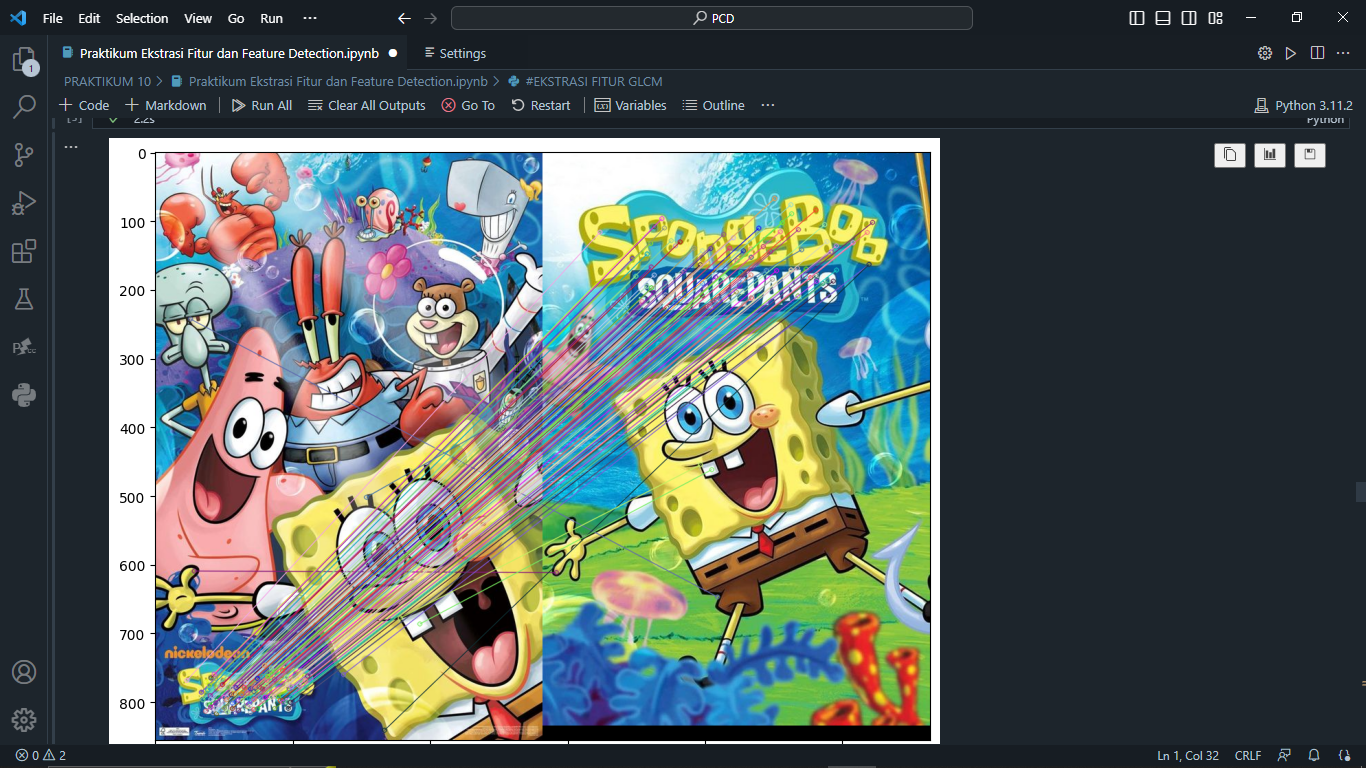 File Edit Selection View Go Run ··· PCD
Praktikum Ekstrasi Fitur dan Feature Detection.ipynb Settings
PRAKTIKUM 10 > Praktikum Ekstrasi Fitur dan Feature Detection.ipynb > #EKSTRASI FITUR GLCM
+ Code + Markdown Run All Clear All Outputs Go To Restart Variables Outline ··· Python 3.11.2
2.2s Python
1
0
100
200
300
400
500
600
700
800
SPONGEBOB
SQUAREPANTS
nickelodeon
SQUAREPANTS
0 2 Ln 1, Col 32 CRLF